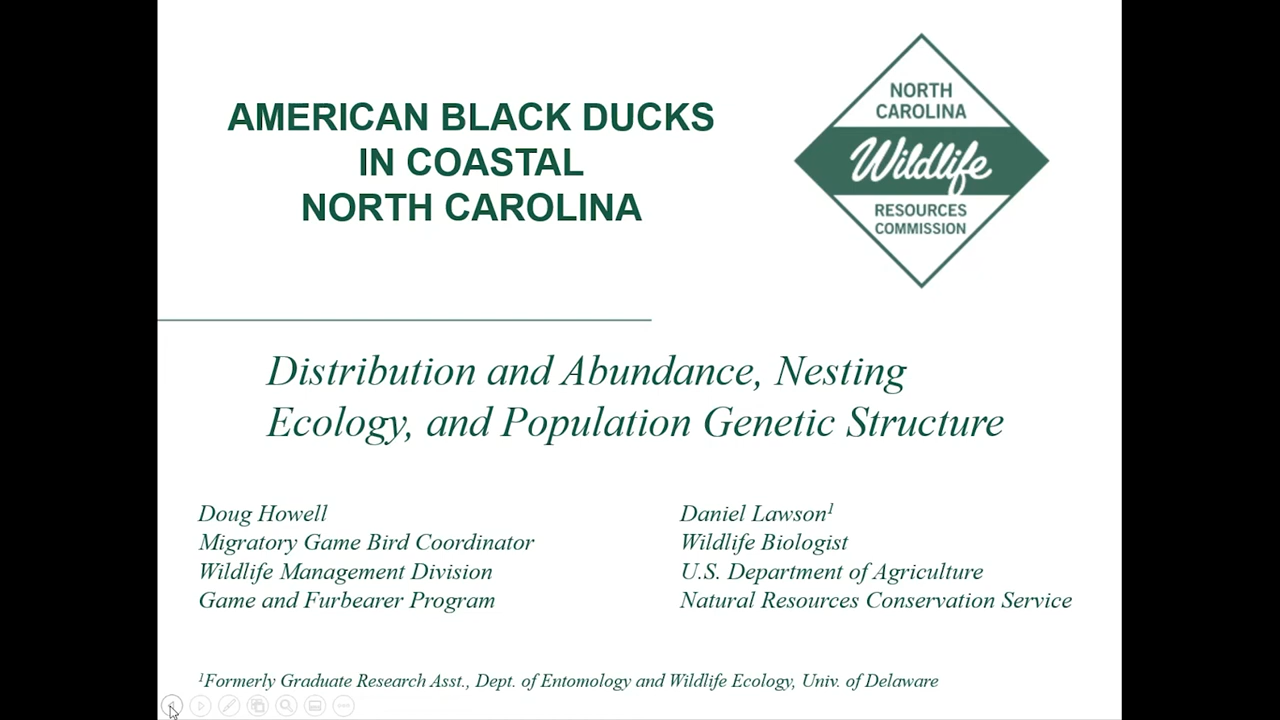 AMERICAN BLACK DUCKS
IN COASTAL
NORTH CAROLINA
NORTH
CAROLINA
Wildlife
RESOURCES
COMMISSION
Distribution and Abundance, Nesting
Ecology, and Population Genetic Structure
Doug Howell
Migratory Game Bird Coordinator
Wildlife Management Division
Game and Furbearer Program
Daniel Lawson¹
Wildlife Biologist
U.S. Department of Agriculture
Natural Resources Conservation Service
¹Formerly Graduate Research Asst., Dept. of Entomology and Wildlife Ecology, Univ. of Delaware